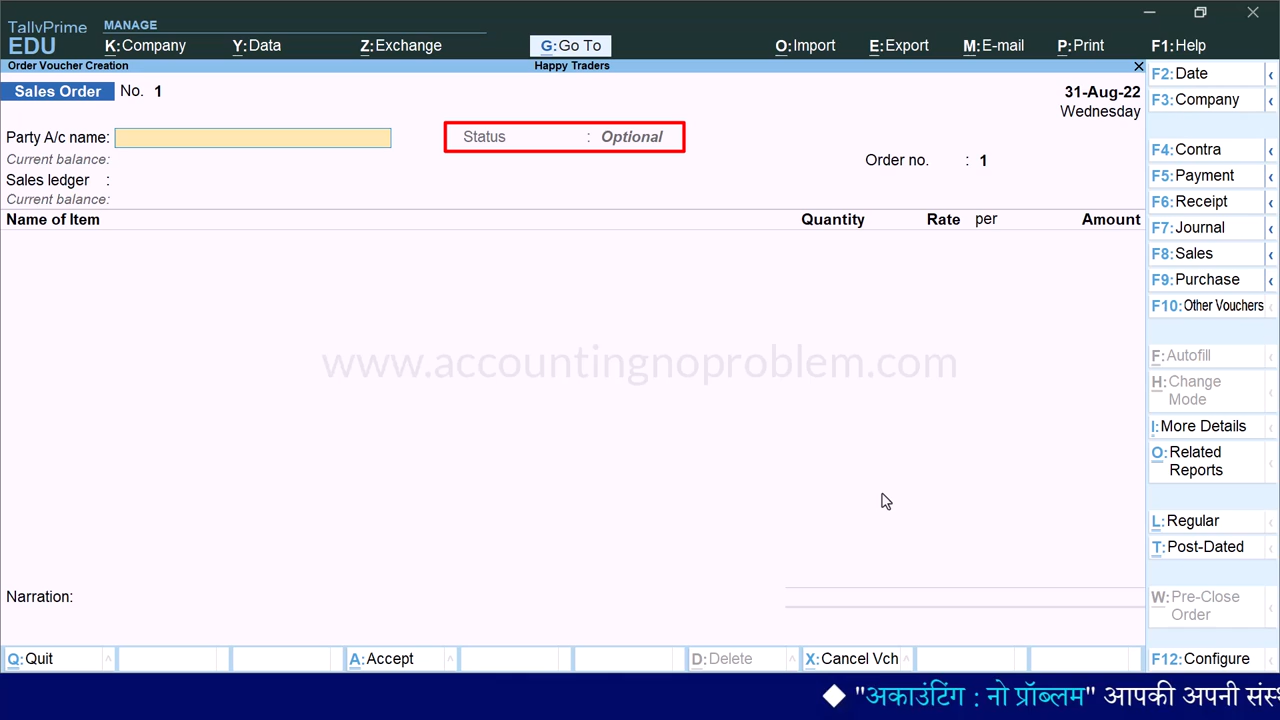 TallyPrime
EDU
MANAGE
K:Company
Y:Data
Z:Exchange
G:Go To
O:Import
E:Export
M:E-mail
P:Print
F1:Help
Order Voucher Creation
Happy Traders
Sales Order No. 1
31-Aug-22
Wednesday
Party A/c name:
Status : Optional
Current balance:
Order no. : 1
Sales ledger :
Current balance:
Name of Item
Quantity
Rate per
Amount
www.accountingnoproblem.com
Narration:
F2:Date
F3:Company
F4:Contra
F5:Payment
F6:Receipt
F7:Journal
F8:Sales
F9:Purchase
F10:Other Vouchers
F:Autofill
H:Change
Mode
I:More Details
O:Related
Reports
L:Regular
T:Post-Dated
W:Pre-Close
Order
Q:Quit
A:Accept
D:Delete
X:Cancel Vch
F12:Configure
◆ "अकाउंटिंग : नो प्रॉब्लम" आपकी अपनी